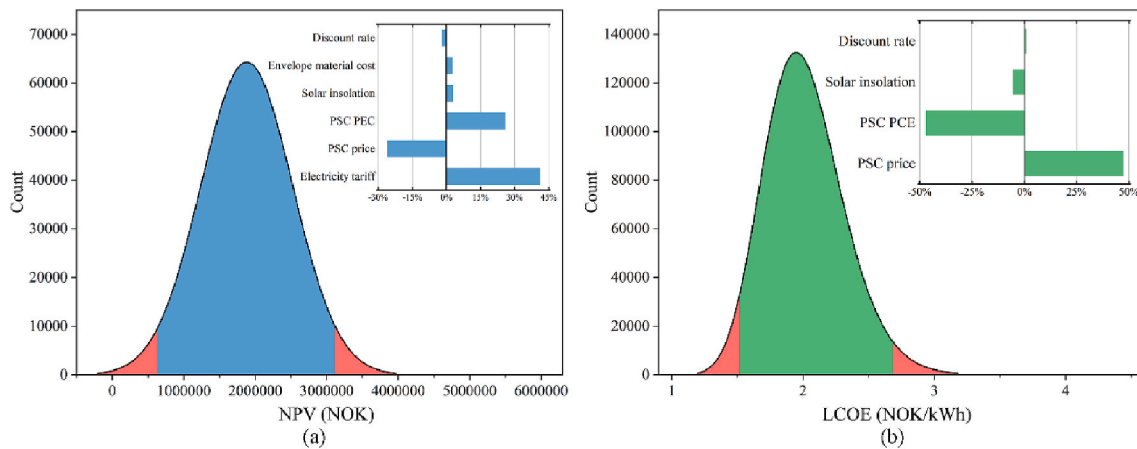 70000
60000
50000
40000
30000
20000
10000
0
Count
0 1000000 2000000 3000000 4000000 5000000 6000000
NPV (NOK)
(a)
Discount rate
Envelope material cost
Solar insolation
PSC PEC
PSC price
Electricity tariff
-30% -15% 0% 15% 30% 45%
140000
120000
100000
80000
60000
40000
20000
0
Count
1 2 3 4
LCOE (NOK/kWh)
(b)
Discount rate
Solar insolation
PSC PCE
PSC price
-50% -25% 0% 25% 50%